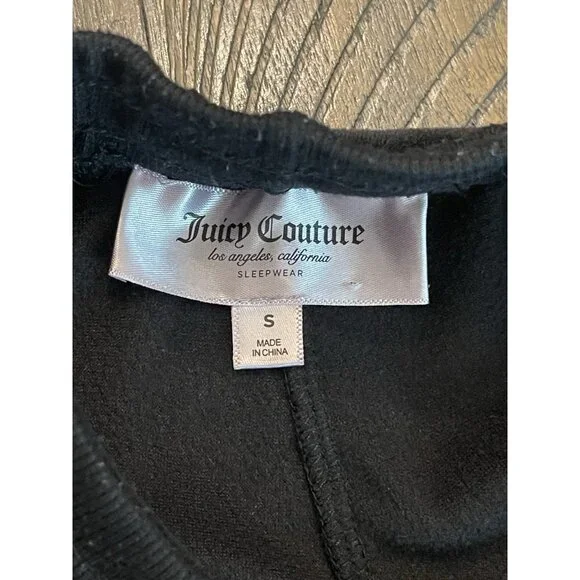 Juicy Couture
los angeles, california
SLEEPWEAR
S
MADE
IN CHINA